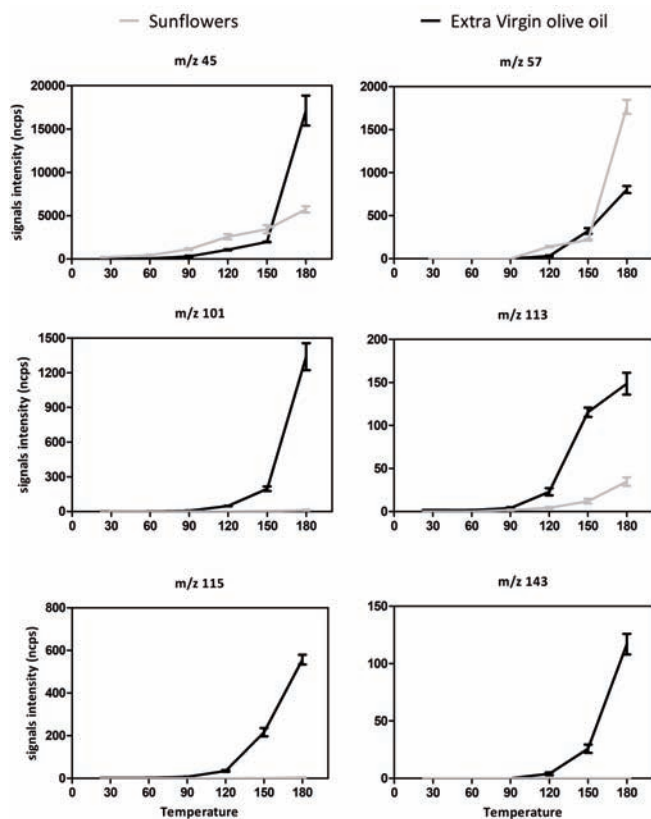 Sunflowers
Extra Virgin olive oil
m/z 45
m/z 57
signals intensity (ncps)
20000
15000
10000
5000
0
0 30 60 90 120 150 180
2000
1500
1000
500
0
0 30 60 90 120 150 180
m/z 101
m/z 113
signals intensity (ncps)
1500
1200
900
600
300
0
0 30 60 90 120 150 180
200
150
100
50
0
0 30 60 90 120 150 180
m/z 115
m/z 143
signals intensity (ncps)
800
600
400
200
0
0 30 60 90 120 150 180
Temperature
150
100
50
0
0 30 60 90 120 150 180
Temperature